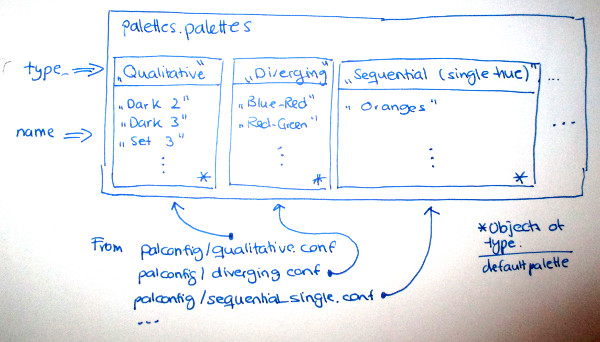 palettes.palettes
type_ ⇒ „Qualitative“ „Diverging“ „Sequential (single-hue)“ ...
name ⇒
„Dark 2“ „Blue-Red“ „Oranges“
„Dark 3“ „Red-Green“
„Set 3“
...
* * *
From palconfig/qualitative.conf
palconfig/diverging.conf
palconfig/sequential_single.conf
...
*Objects of
type.
defaultpalette